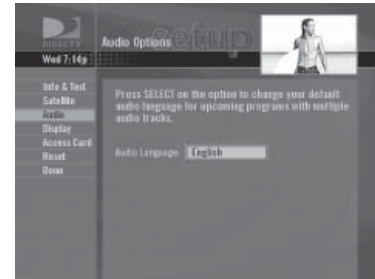 DIRECTV
Audio Options
setup
Wed 7:14p
Info & Test
Satellite
Audio
Display
Access Card
Reset
Done
Press SELECT on the option to change your default
audio language for upcoming programs with multiple
audio tracks.
Audio Language: English